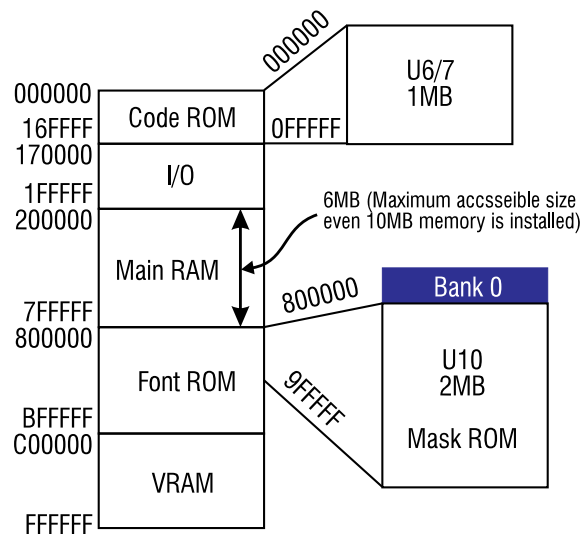 000000
U6/7
1MB
000000
Code ROM
16FFFF
0FFFFF
170000
I/O
1FFFFF
200000
6MB (Maximum accsseible size
even 10MB memory is installed)
Main RAM
7FFFFF
800000
800000
Bank 0
U10
2MB
Mask ROM
Font ROM
9FFFFF
BFFFFF
C00000
VRAM
FFFFFF